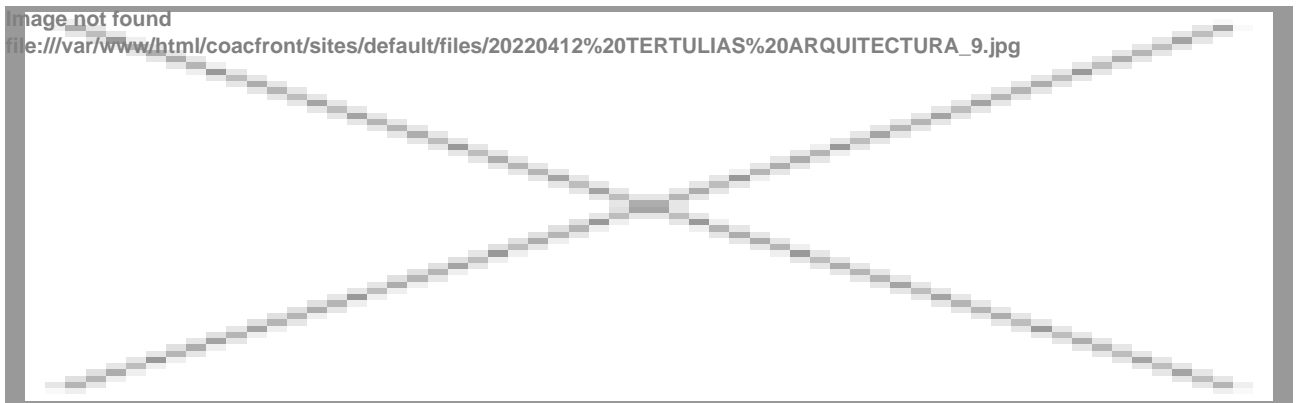 Image not found
file:///var/www/html/coacfront/sites/default/files/20220412%20TERTULIAS%20ARQUITECTURA_9.jpg